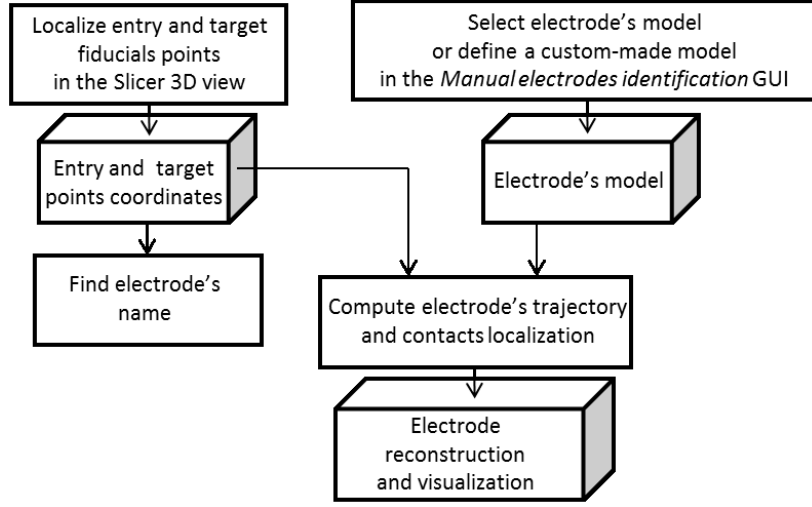 Localize entry and target
fiducials points
in the Slicer 3D view
Select electrode's model
or define a custom-made model
in the Manual electrodes identification GUI
Entry and target
points coordinates
Electrode's model
Find electrode's
name
Compute electrode's trajectory
and contacts localization
Electrode
reconstruction
and visualization